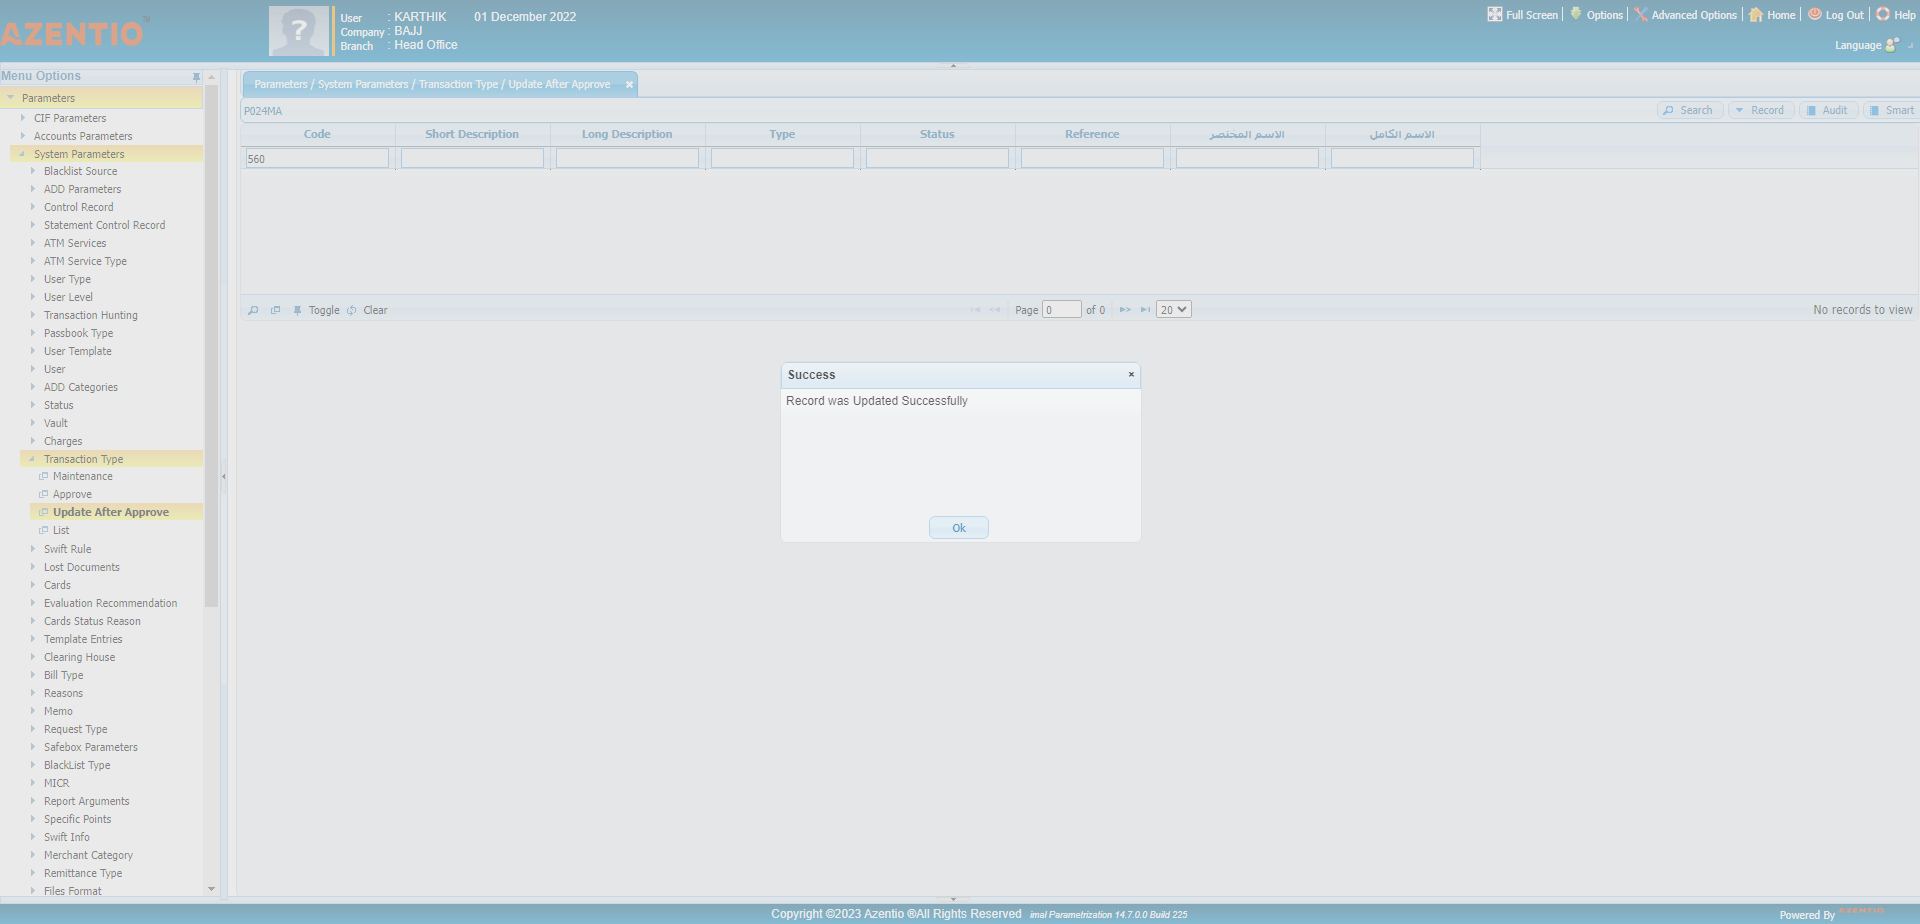 AZENTIO
TM
User : KARTHIK 01 December 2022
Company : BAJJ
Branch : Head Office
Full Screen Options Advanced Options Home Log Out Help
Language
Menu Options
Parameters
CIF Parameters
Accounts Parameters
System Parameters
Blacklist Source
ADD Parameters
Control Record
Statement Control Record
ATM Services
ATM Service Type
User Type
User Level
Transaction Hunting
Passbook Type
User Template
User
ADD Categories
Status
Vault
Charges
Transaction Type
Maintenance
Approve
Update After Approve
List
Swift Rule
Lost Documents
Cards
Evaluation Recommendation
Cards Status Reason
Template Entries
Clearing House
Bill Type
Reasons
Memo
Request Type
Safebox Parameters
BlackList Type
MICR
Report Arguments
Specific Points
Swift Info
Merchant Category
Remittance Type
Files Format
Parameters / System Parameters / Transaction Type / Update After Approve
P024MA
Search Record Audit Smart
Code Short Description Long Description Type Status Reference الاسم المختصر الاسم الكامل
560
Toggle Clear Page 0 of 0 20 No records to view
Success
Record was Updated Successfully
Ok
Copyright ©2023 Azentio ®All Rights Reserved imal Parametrization 14.7.0.0 Build 225
Powered By AZENTIO